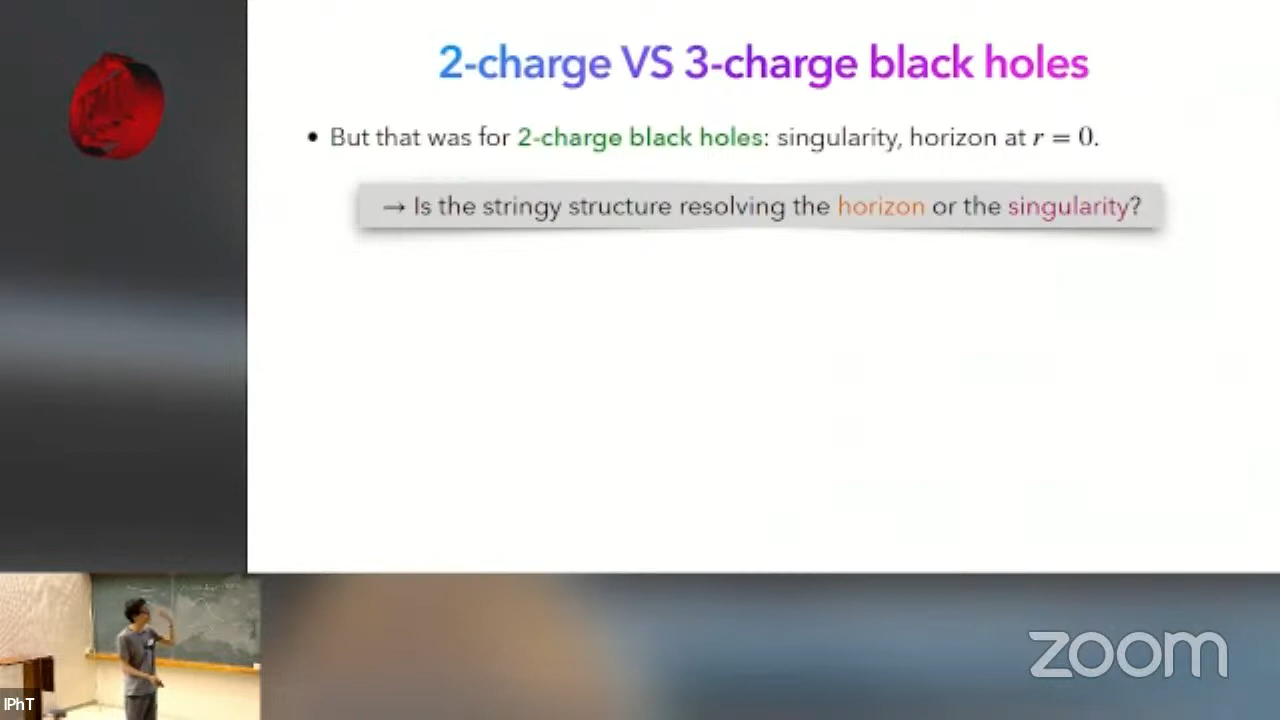 2-charge VS 3-charge black holes
• But that was for 2-charge black holes: singularity, horizon at r = 0.
→ Is the stringy structure resolving the horizon or the singularity?
zoom
IPhT